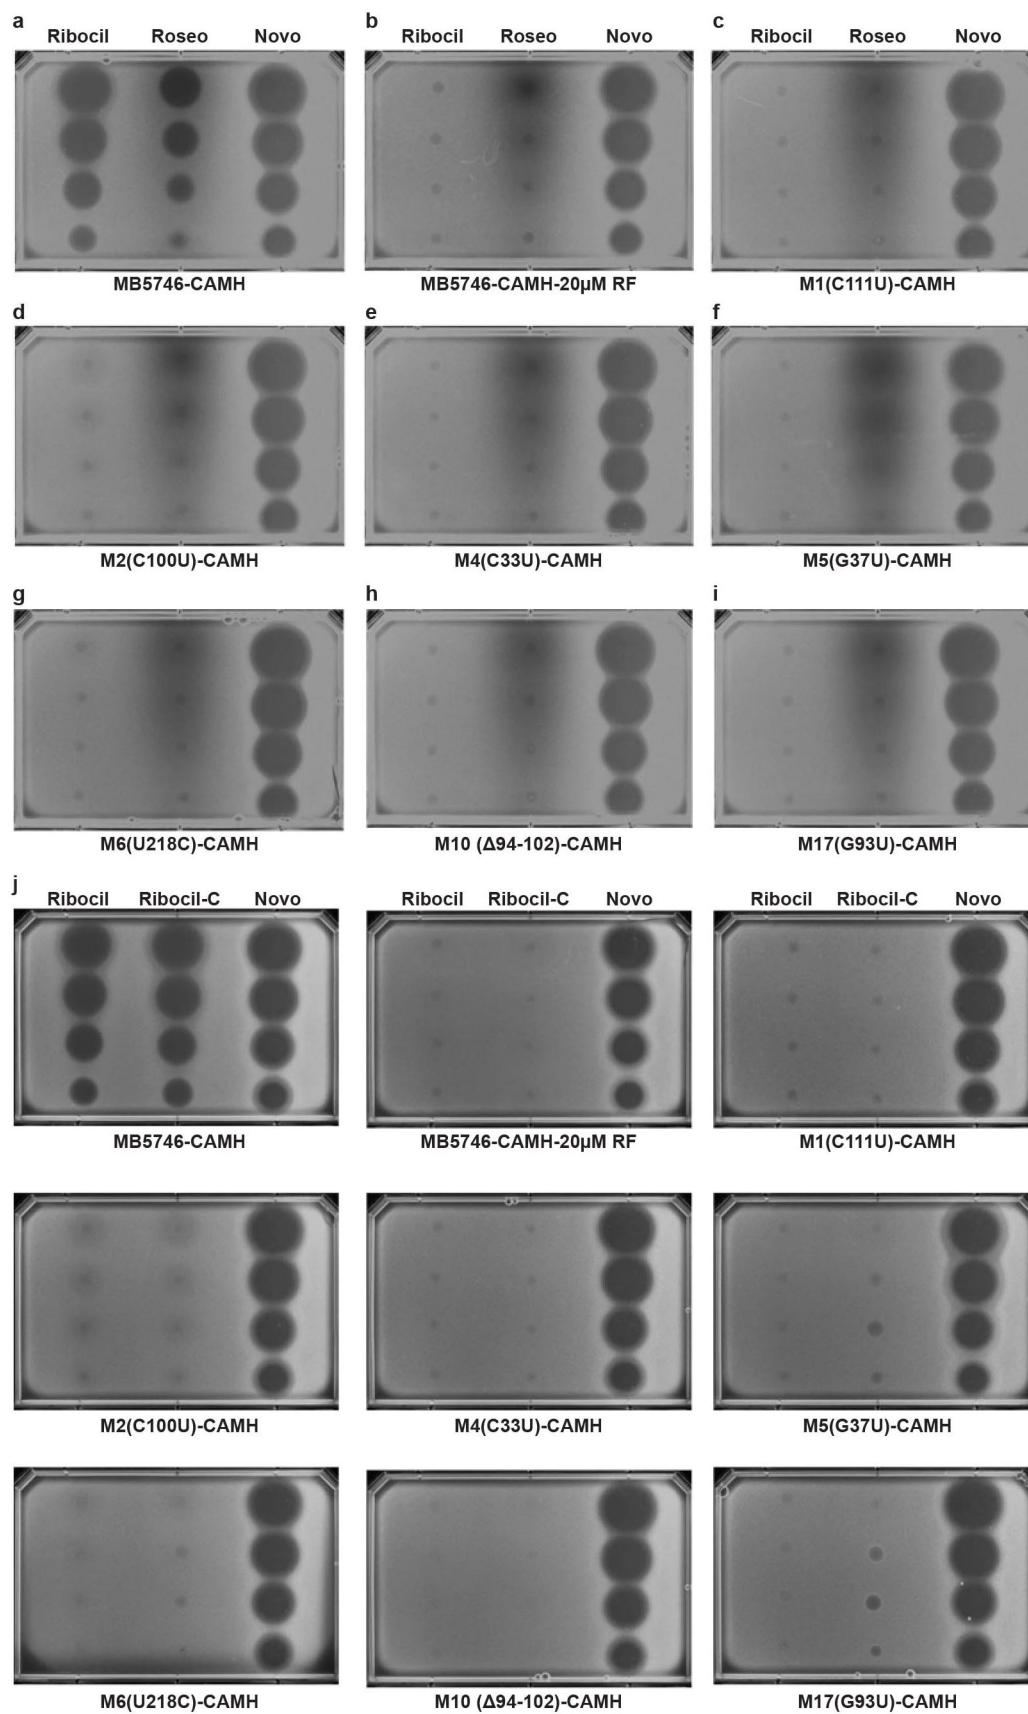 a b c
Ribocil Roseo Novo Ribocil Roseo Novo Ribocil Roseo Novo
MB5746-CAMH MB5746-CAMH-20µM RF M1(C111U)-CAMH
d e f
M2(C100U)-CAMH M4(C33U)-CAMH M5(G37U)-CAMH
g h i
M6(U218C)-CAMH M10 (Δ94-102)-CAMH M17(G93U)-CAMH
j
Ribocil Ribocil-C Novo Ribocil Ribocil-C Novo Ribocil Ribocil-C Novo
MB5746-CAMH MB5746-CAMH-20µM RF M1(C111U)-CAMH
M2(C100U)-CAMH M4(C33U)-CAMH M5(G37U)-CAMH
M6(U218C)-CAMH M10 (Δ94-102)-CAMH M17(G93U)-CAMH